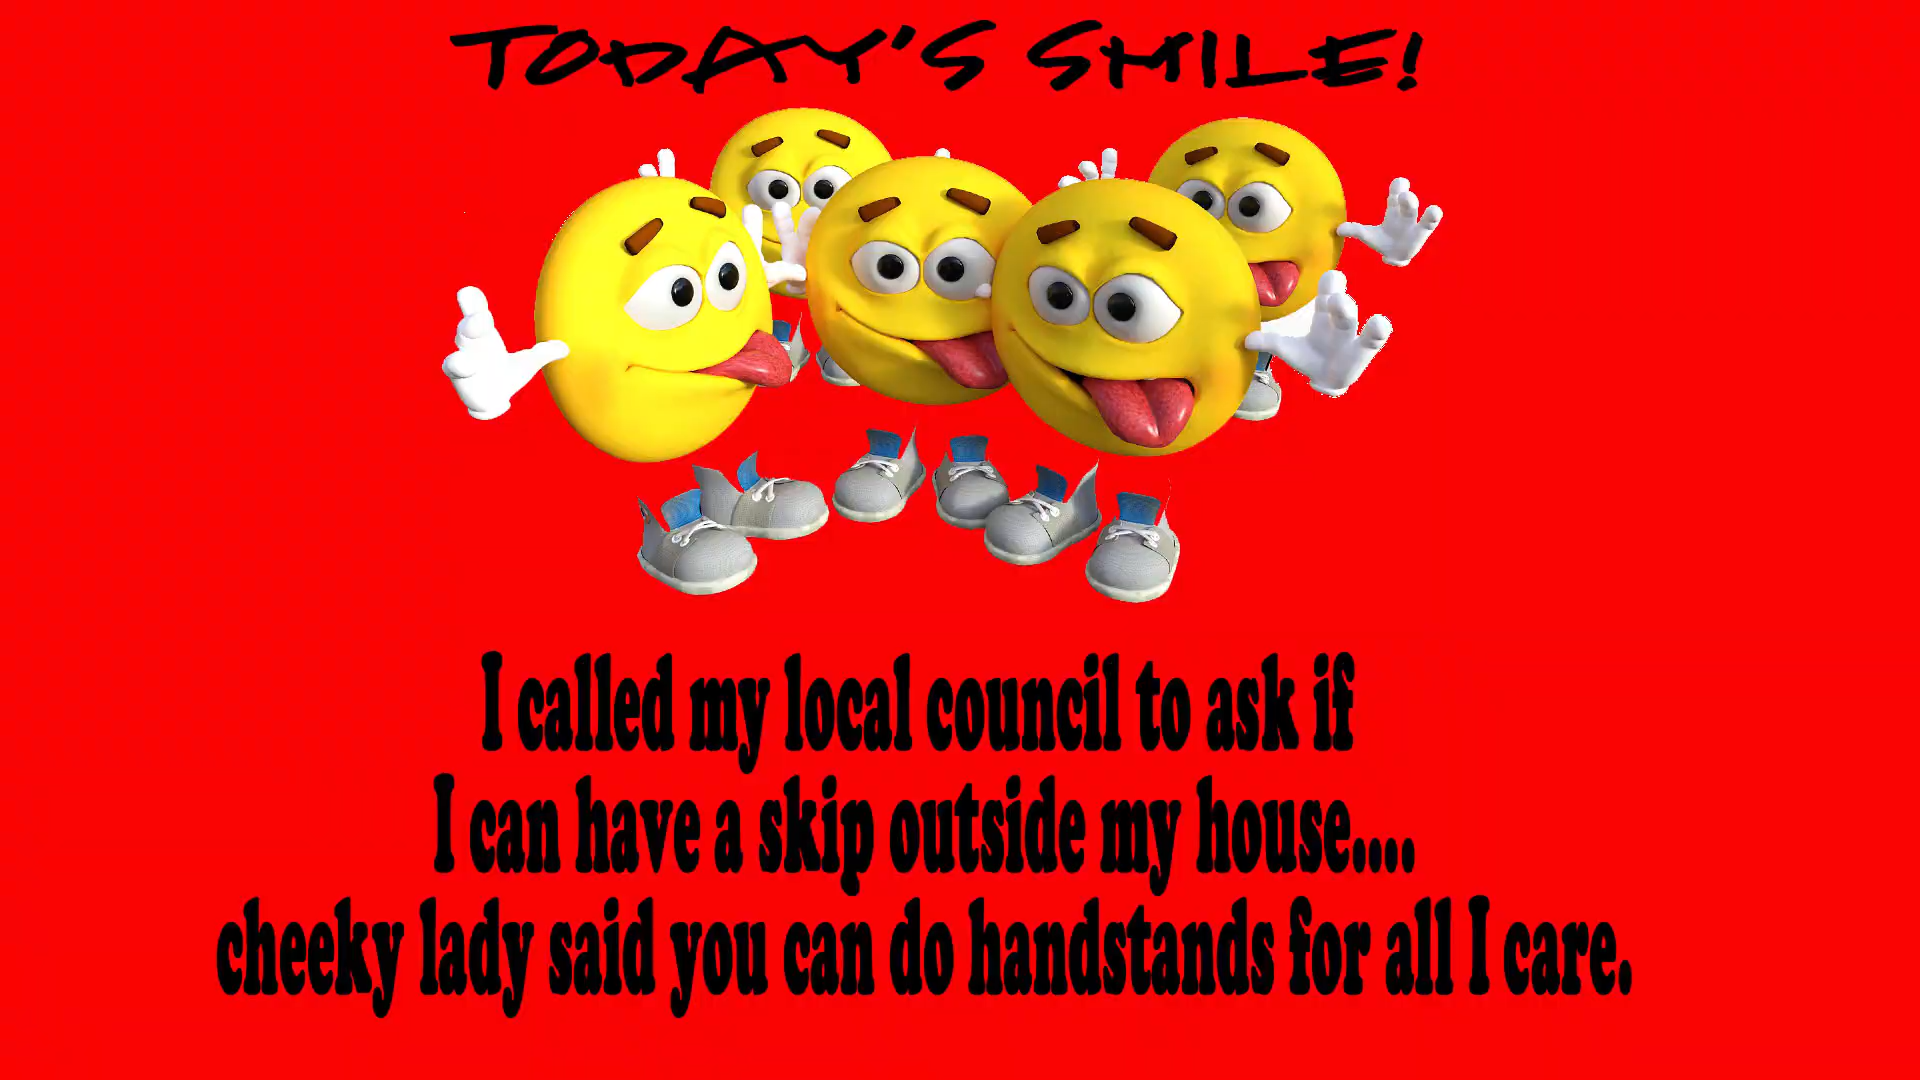 TODAY'S SMILE!
I called my local council to ask if
I can have a skip outside my house....
cheeky lady said you can do handstands for all I care.